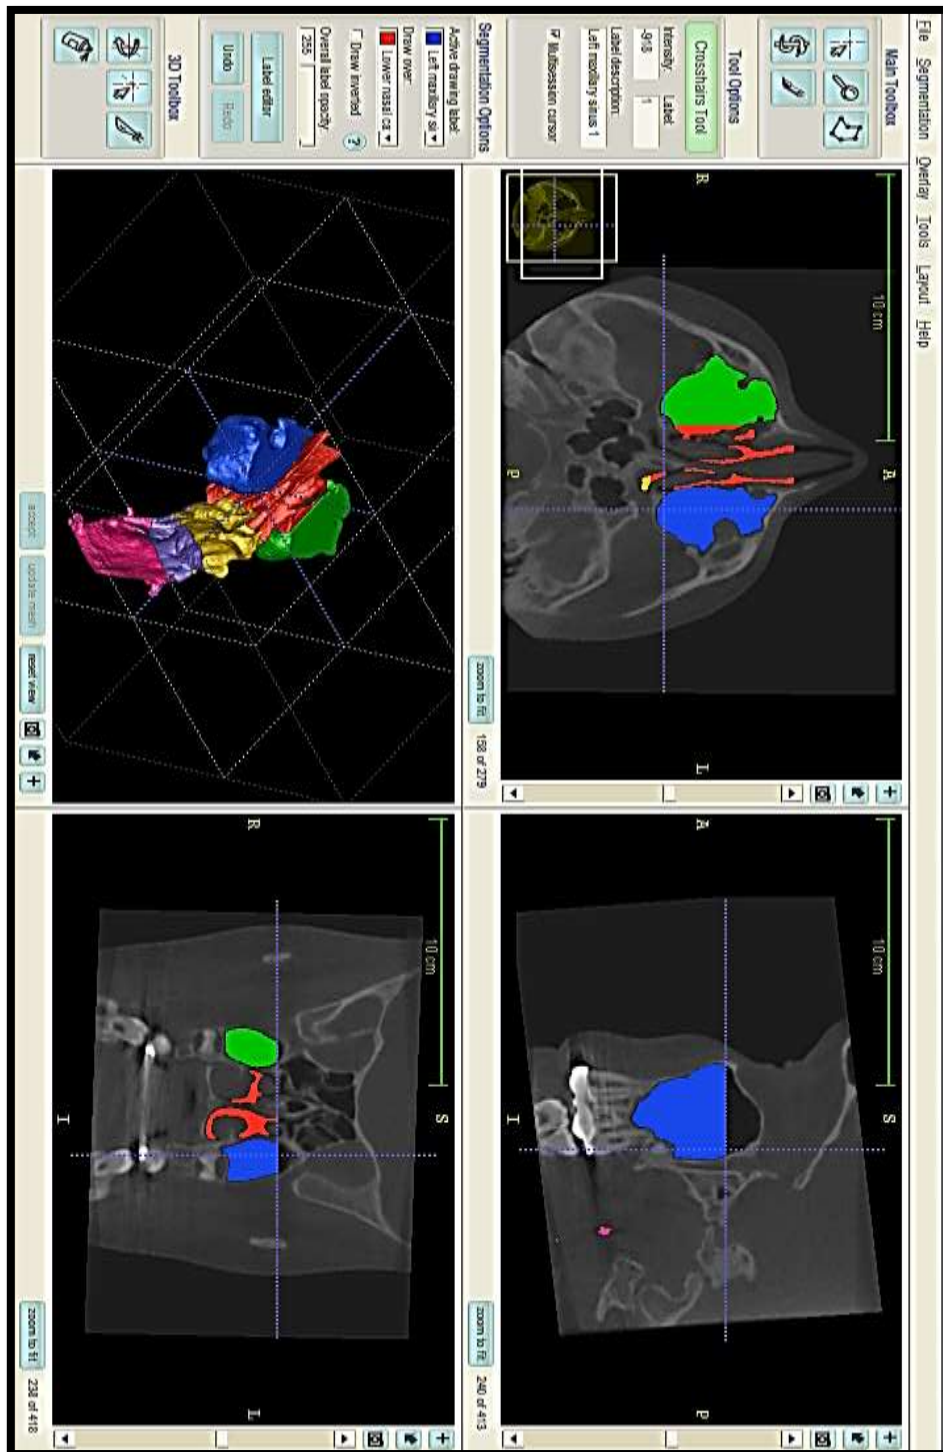 File Segmentation Overlay Tools Layout Help
Main Toolbox
Tool Options
Crosshairs Tool
Intensity: Label:
-918 1
Label description:
Left maxillary sinus 1
Multisession cursor
Segmentation Options
Active drawing label:
Left maxillary si
Draw over:
Lower nasal ca
Draw inverted
?
Overall label opacity:
255
Label editor
Undo Redo
3D Toolbox
10 cm
A
R
L
P
zoom to fit
158 of 279
10 cm
S
A
P
I
zoom to fit
240 of 413
accept
update mesh
reset view
10 cm
S
R
L
I
zoom to fit
238 of 418